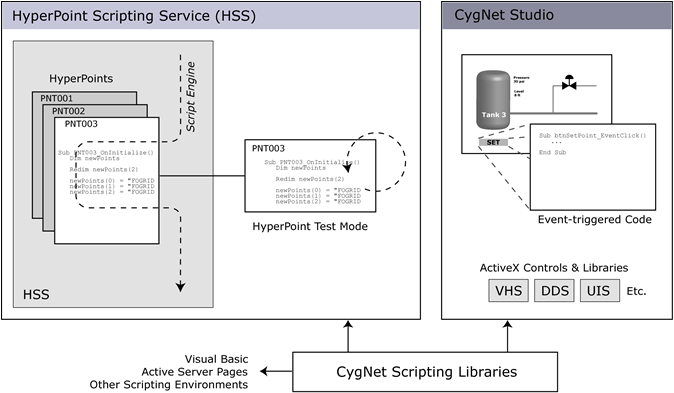 HyperPoint Scripting Service (HSS)
HyperPoints
PNT001
PNT002
PNT003
Sub PNT003_OnInitialize()
Dim newPoints
Redim newPoints(2)
newPoints(0) = "FOGRID
newPoints(1) = "FOGRID
newPoints(2) = "FOGRID
Script Engine
HSS
PNT003
Sub PNT003_OnInitialize()
Dim newPoints
Redim newPoints(2)
newPoints(0) = "FOGRID
newPoints(1) = "FOGRID
newPoints(2) = "FOGRID
HyperPoint Test Mode
CygNet Studio
Pressure
Level
Tank 3
SET
Sub btnSetPoint_EventClick()
...
End Sub
Event-triggered Code
ActiveX Controls & Libraries
VHS DDS UIS Etc.
Visual Basic
Active Server Pages
Other Scripting Environments
CygNet Scripting Libraries